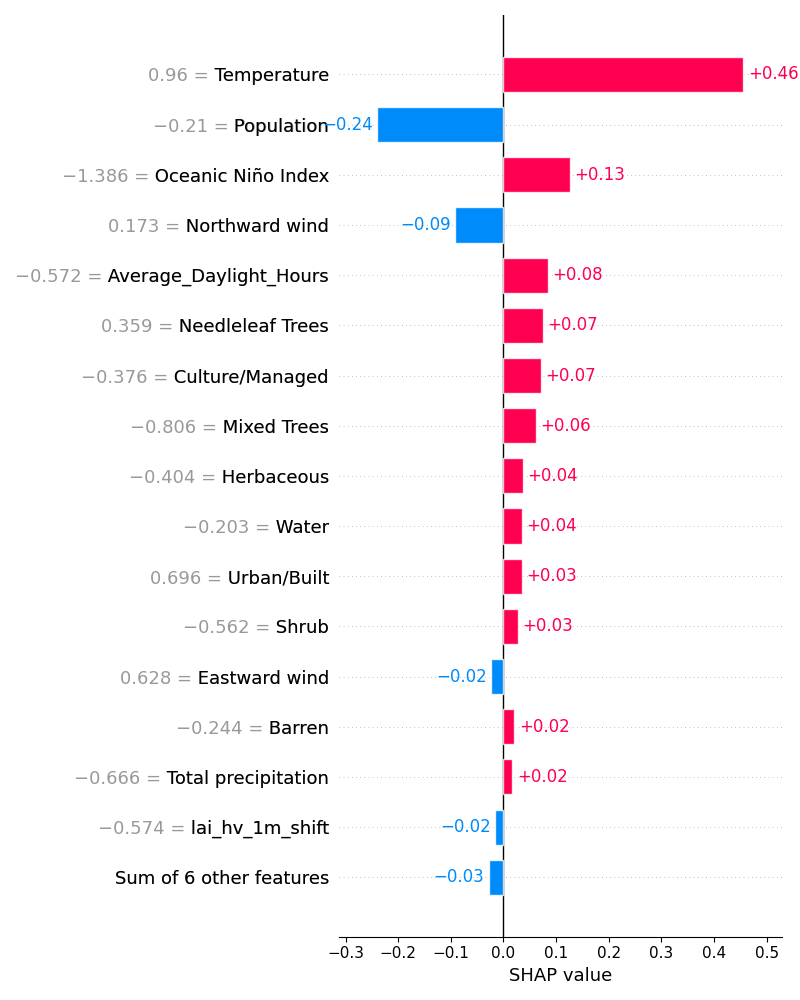 0.96 = Temperature +0.46
−0.21 = Population −0.24
−1.386 = Oceanic Niño Index +0.13
0.173 = Northward wind −0.09
−0.572 = Average_Daylight_Hours +0.08
0.359 = Needleleaf Trees +0.07
−0.376 = Culture/Managed +0.07
−0.806 = Mixed Trees +0.06
−0.404 = Herbaceous +0.04
−0.203 = Water +0.04
0.696 = Urban/Built +0.03
−0.562 = Shrub +0.03
0.628 = Eastward wind −0.02
−0.244 = Barren +0.02
−0.666 = Total precipitation +0.02
−0.574 = lai_hv_1m_shift −0.02
Sum of 6 other features −0.03
−0.3 −0.2 −0.1 0.0 0.1 0.2 0.3 0.4 0.5
SHAP value